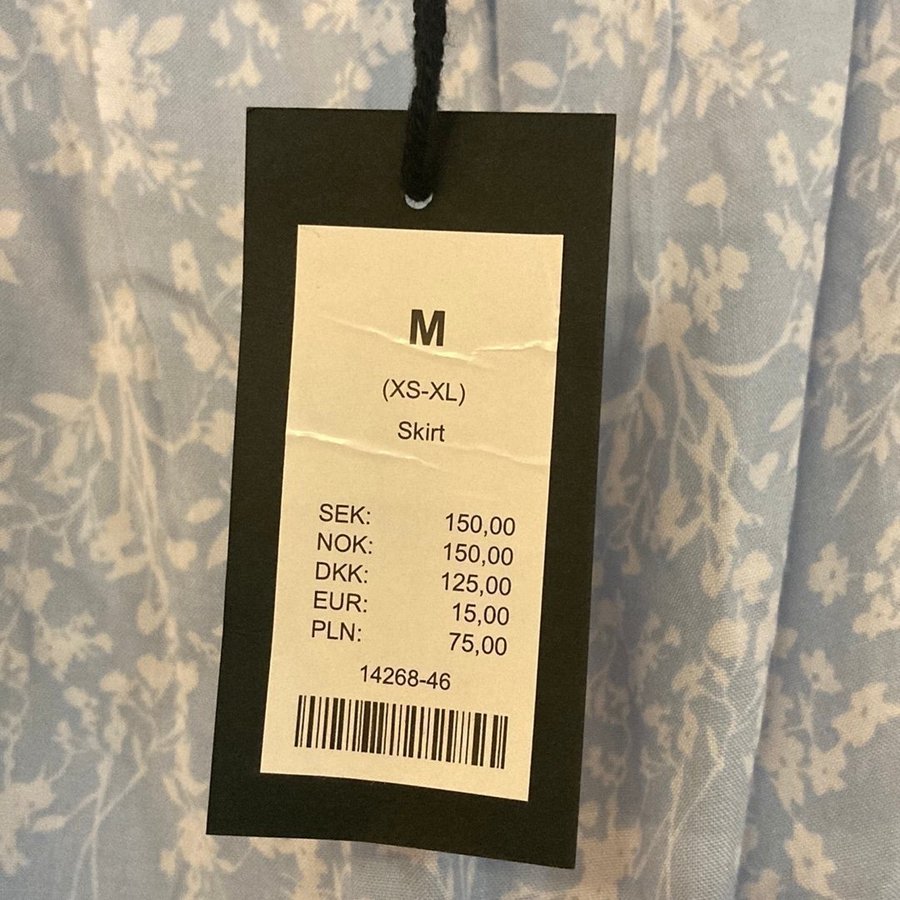 M
(XS-XL)
Skirt
SEK: 150,00
NOK: 150,00
DKK: 125,00
EUR: 15,00
PLN: 75,00
14268-46